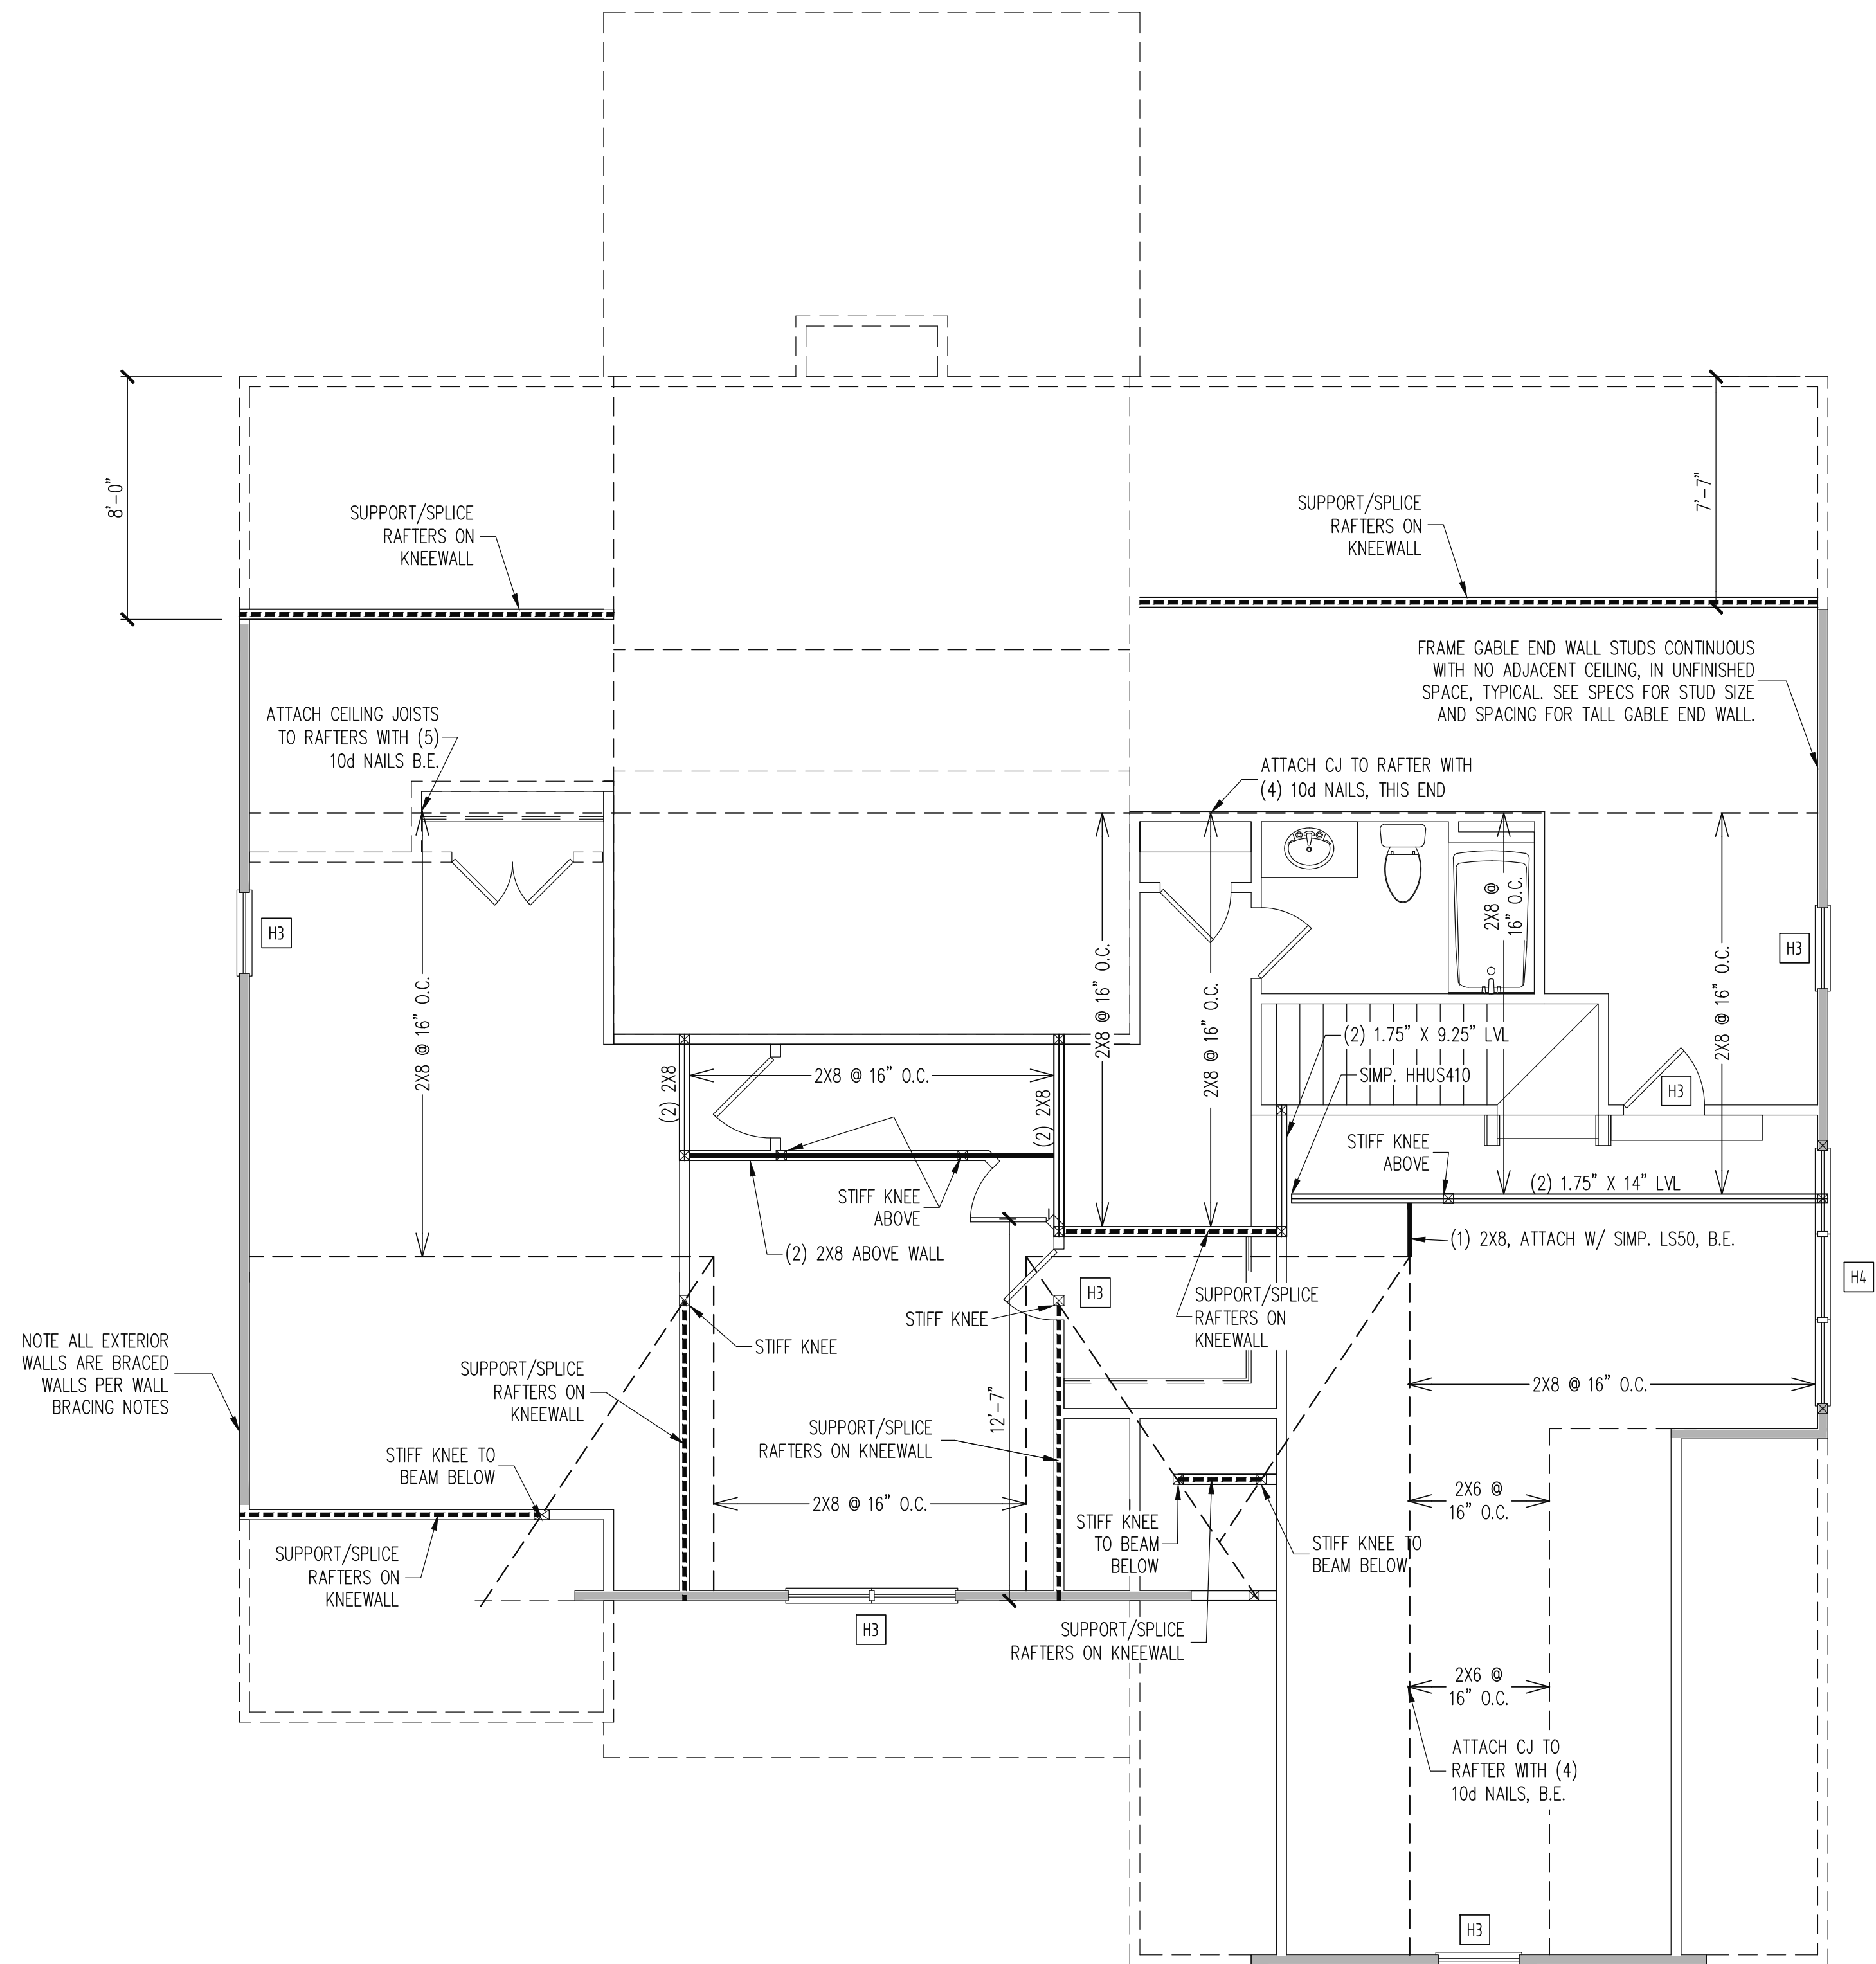 8'-0"
7'-7"
SUPPORT/SPLICE
RAFTERS ON
KNEEWALL
SUPPORT/SPLICE
RAFTERS ON
KNEEWALL
FRAME GABLE END WALL STUDS CONTINUOUS
WITH NO ADJACENT CEILING, IN UNFINISHED
SPACE, TYPICAL. SEE SPECS FOR STUD SIZE
AND SPACING FOR TALL GABLE END WALL.
ATTACH CEILING JOISTS
TO RAFTERS WITH (5)
10d NAILS B.E.
ATTACH CJ TO RAFTER WITH
(4) 10d NAILS, THIS END
H3
H3
2X8 @ 16" O.C.
2X8 @ 16" O.C.
2X8 @ 16" O.C.
2X8 @
16" O.C.
2X8 @ 16" O.C.
(2) 1.75" X 9.25" LVL
SIMP. HHUS410
H3
(2) 2X8
2X8 @ 16" O.C.
(2) 2X8
STIFF KNEE
ABOVE
STIFF KNEE
ABOVE
(2) 1.75" X 14" LVL
(2) 2X8 ABOVE WALL
(1) 2X8, ATTACH W/ SIMP. LS50, B.E.
H4
H3
STIFF KNEE
STIFF KNEE
SUPPORT/SPLICE
RAFTERS ON
KNEEWALL
NOTE ALL EXTERIOR
WALLS ARE BRACED
WALLS PER WALL
BRACING NOTES
SUPPORT/SPLICE
RAFTERS ON
KNEEWALL
12'-7"
2X8 @ 16" O.C.
SUPPORT/SPLICE
RAFTERS ON KNEEWALL
STIFF KNEE TO
BEAM BELOW
2X8 @ 16" O.C.
2X6 @
16" O.C.
STIFF KNEE
TO BEAM
BELOW
STIFF KNEE TO
BEAM BELOW
SUPPORT/SPLICE
RAFTERS ON
KNEEWALL
H3
SUPPORT/SPLICE
RAFTERS ON KNEEWALL
2X6 @
16" O.C.
ATTACH CJ TO
RAFTER WITH (4)
10d NAILS, B.E.
H3